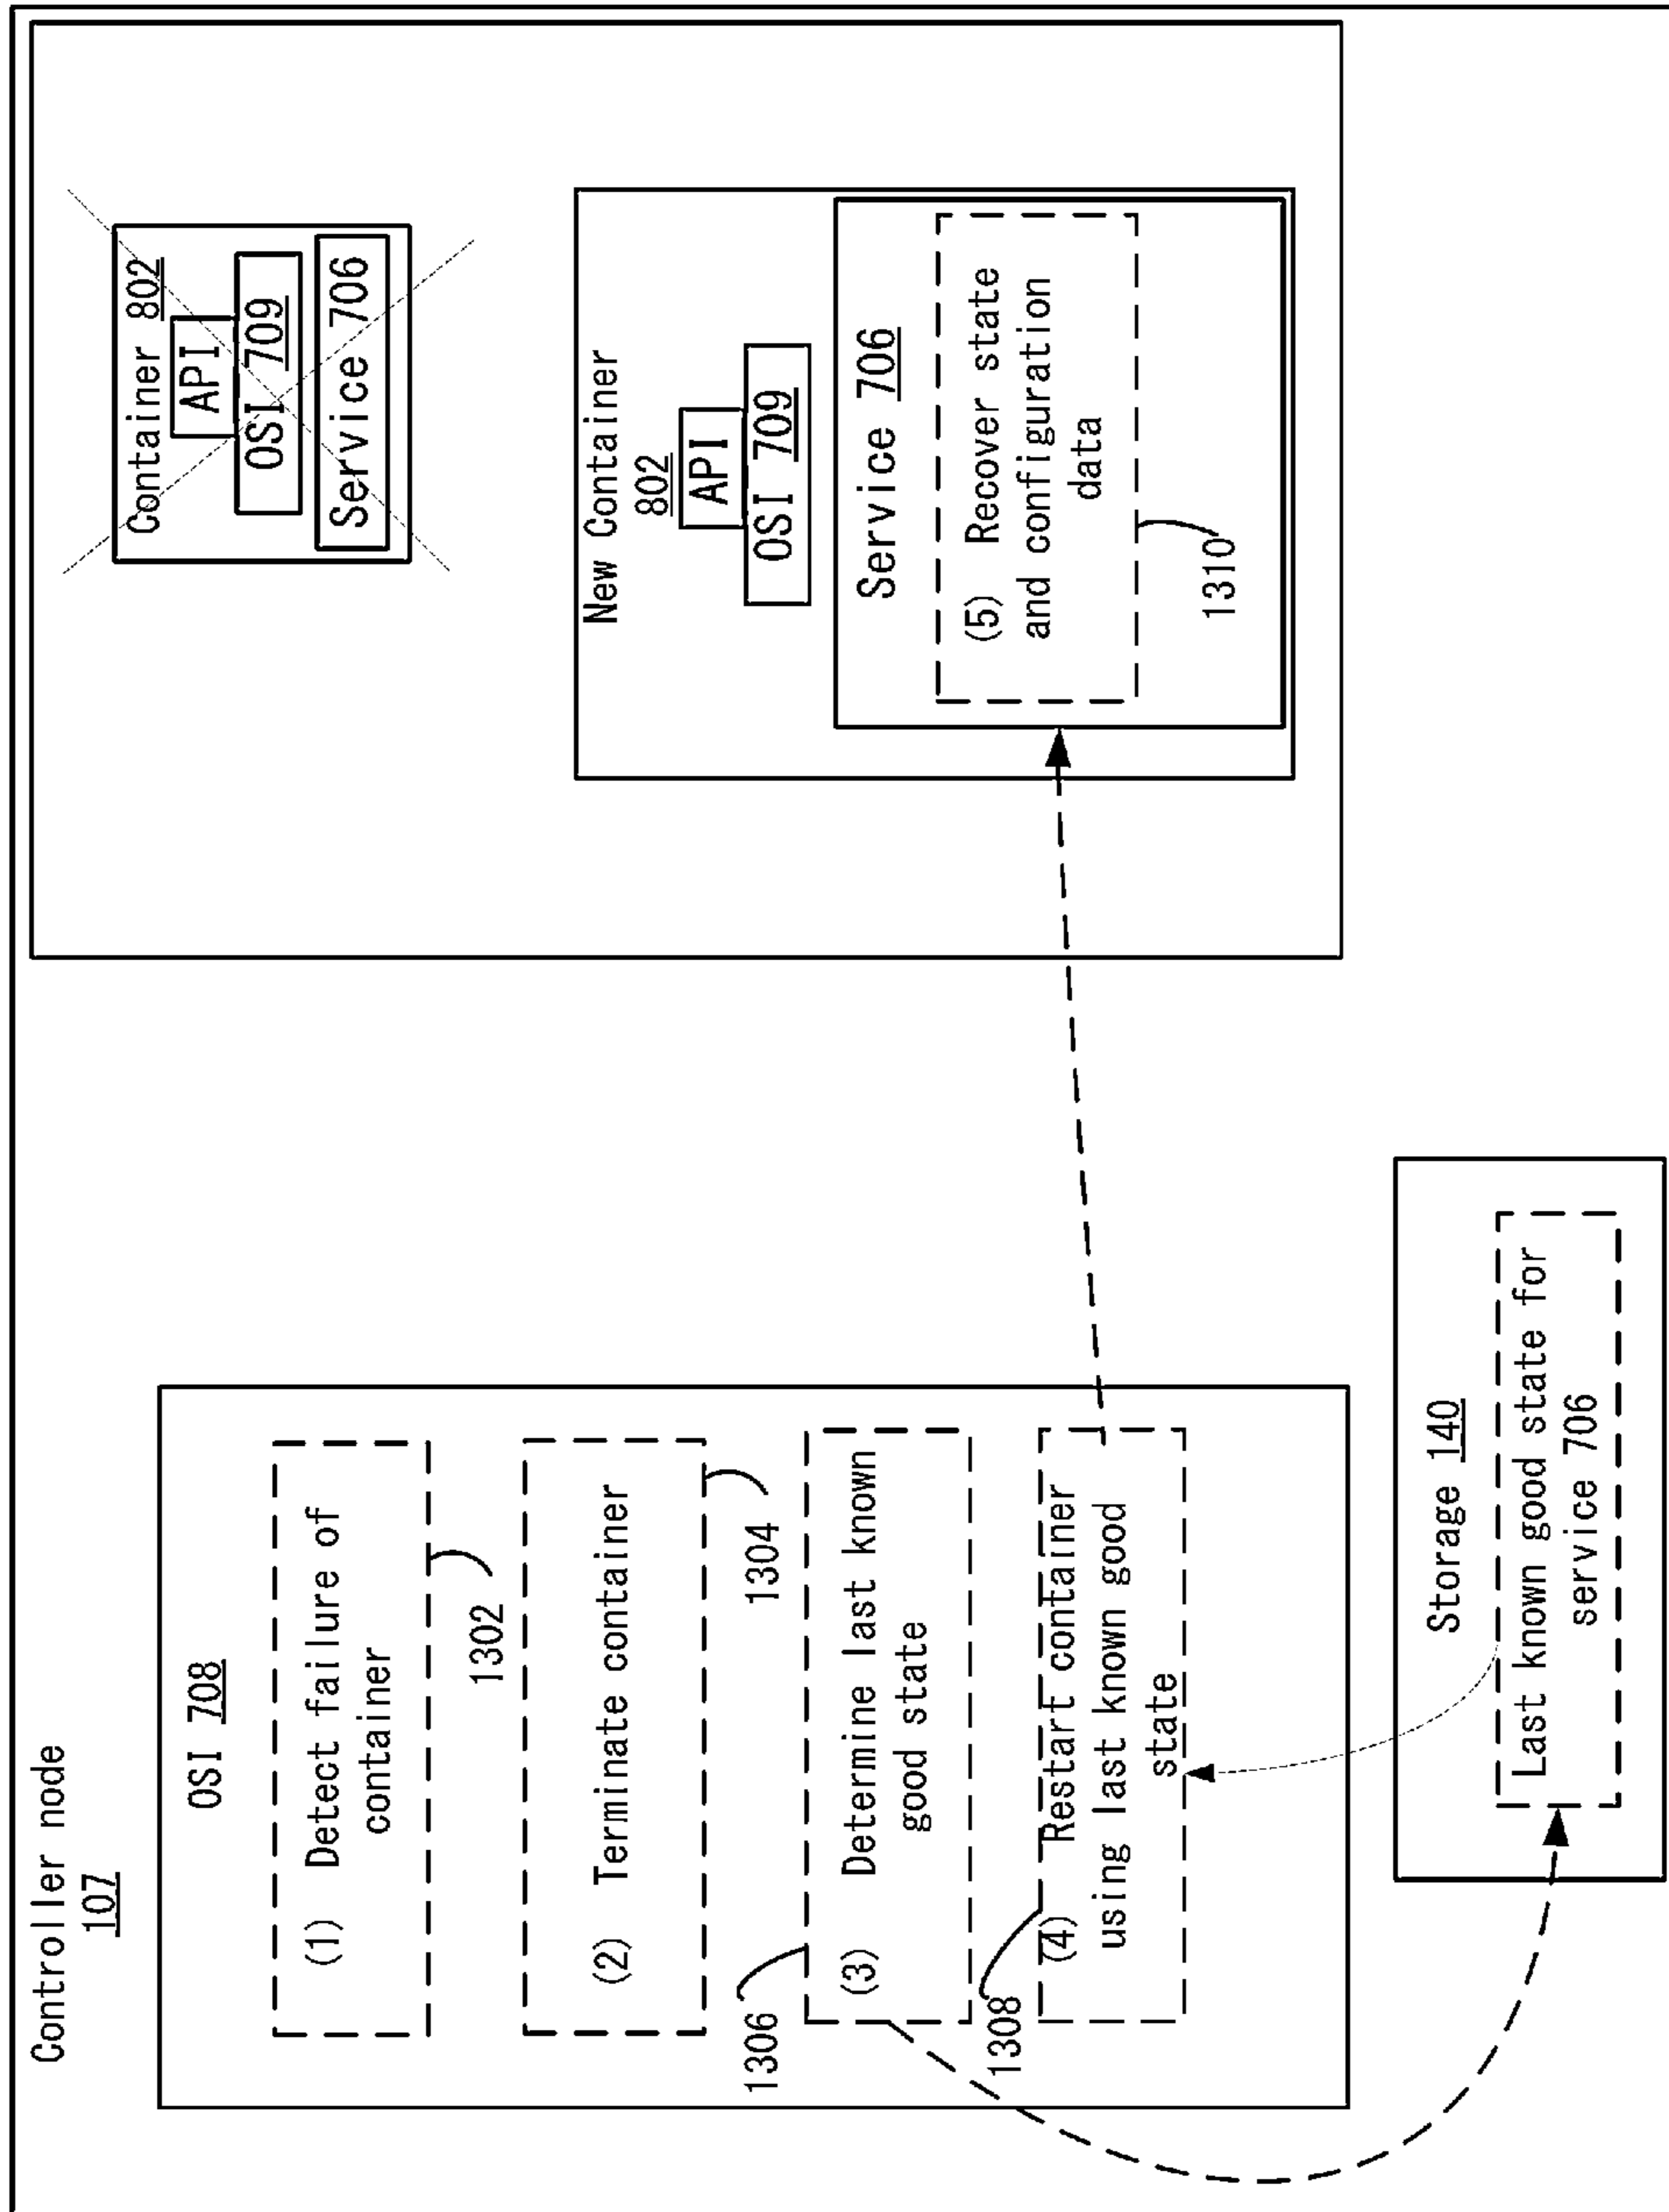 Controller node
107
OSI 708
(1) Detect failure of
container
1302
(2) Terminate container
1304
1306
(3) Determine last known
good state
1308
(4) Restart container
using last known good
state
Storage 140
Last known good state for
service 706
Container 802
API
OSI 709
Service 706
New Container
802
API
OSI 709
Service 706
(5) Recover state
and configuration
data
1310